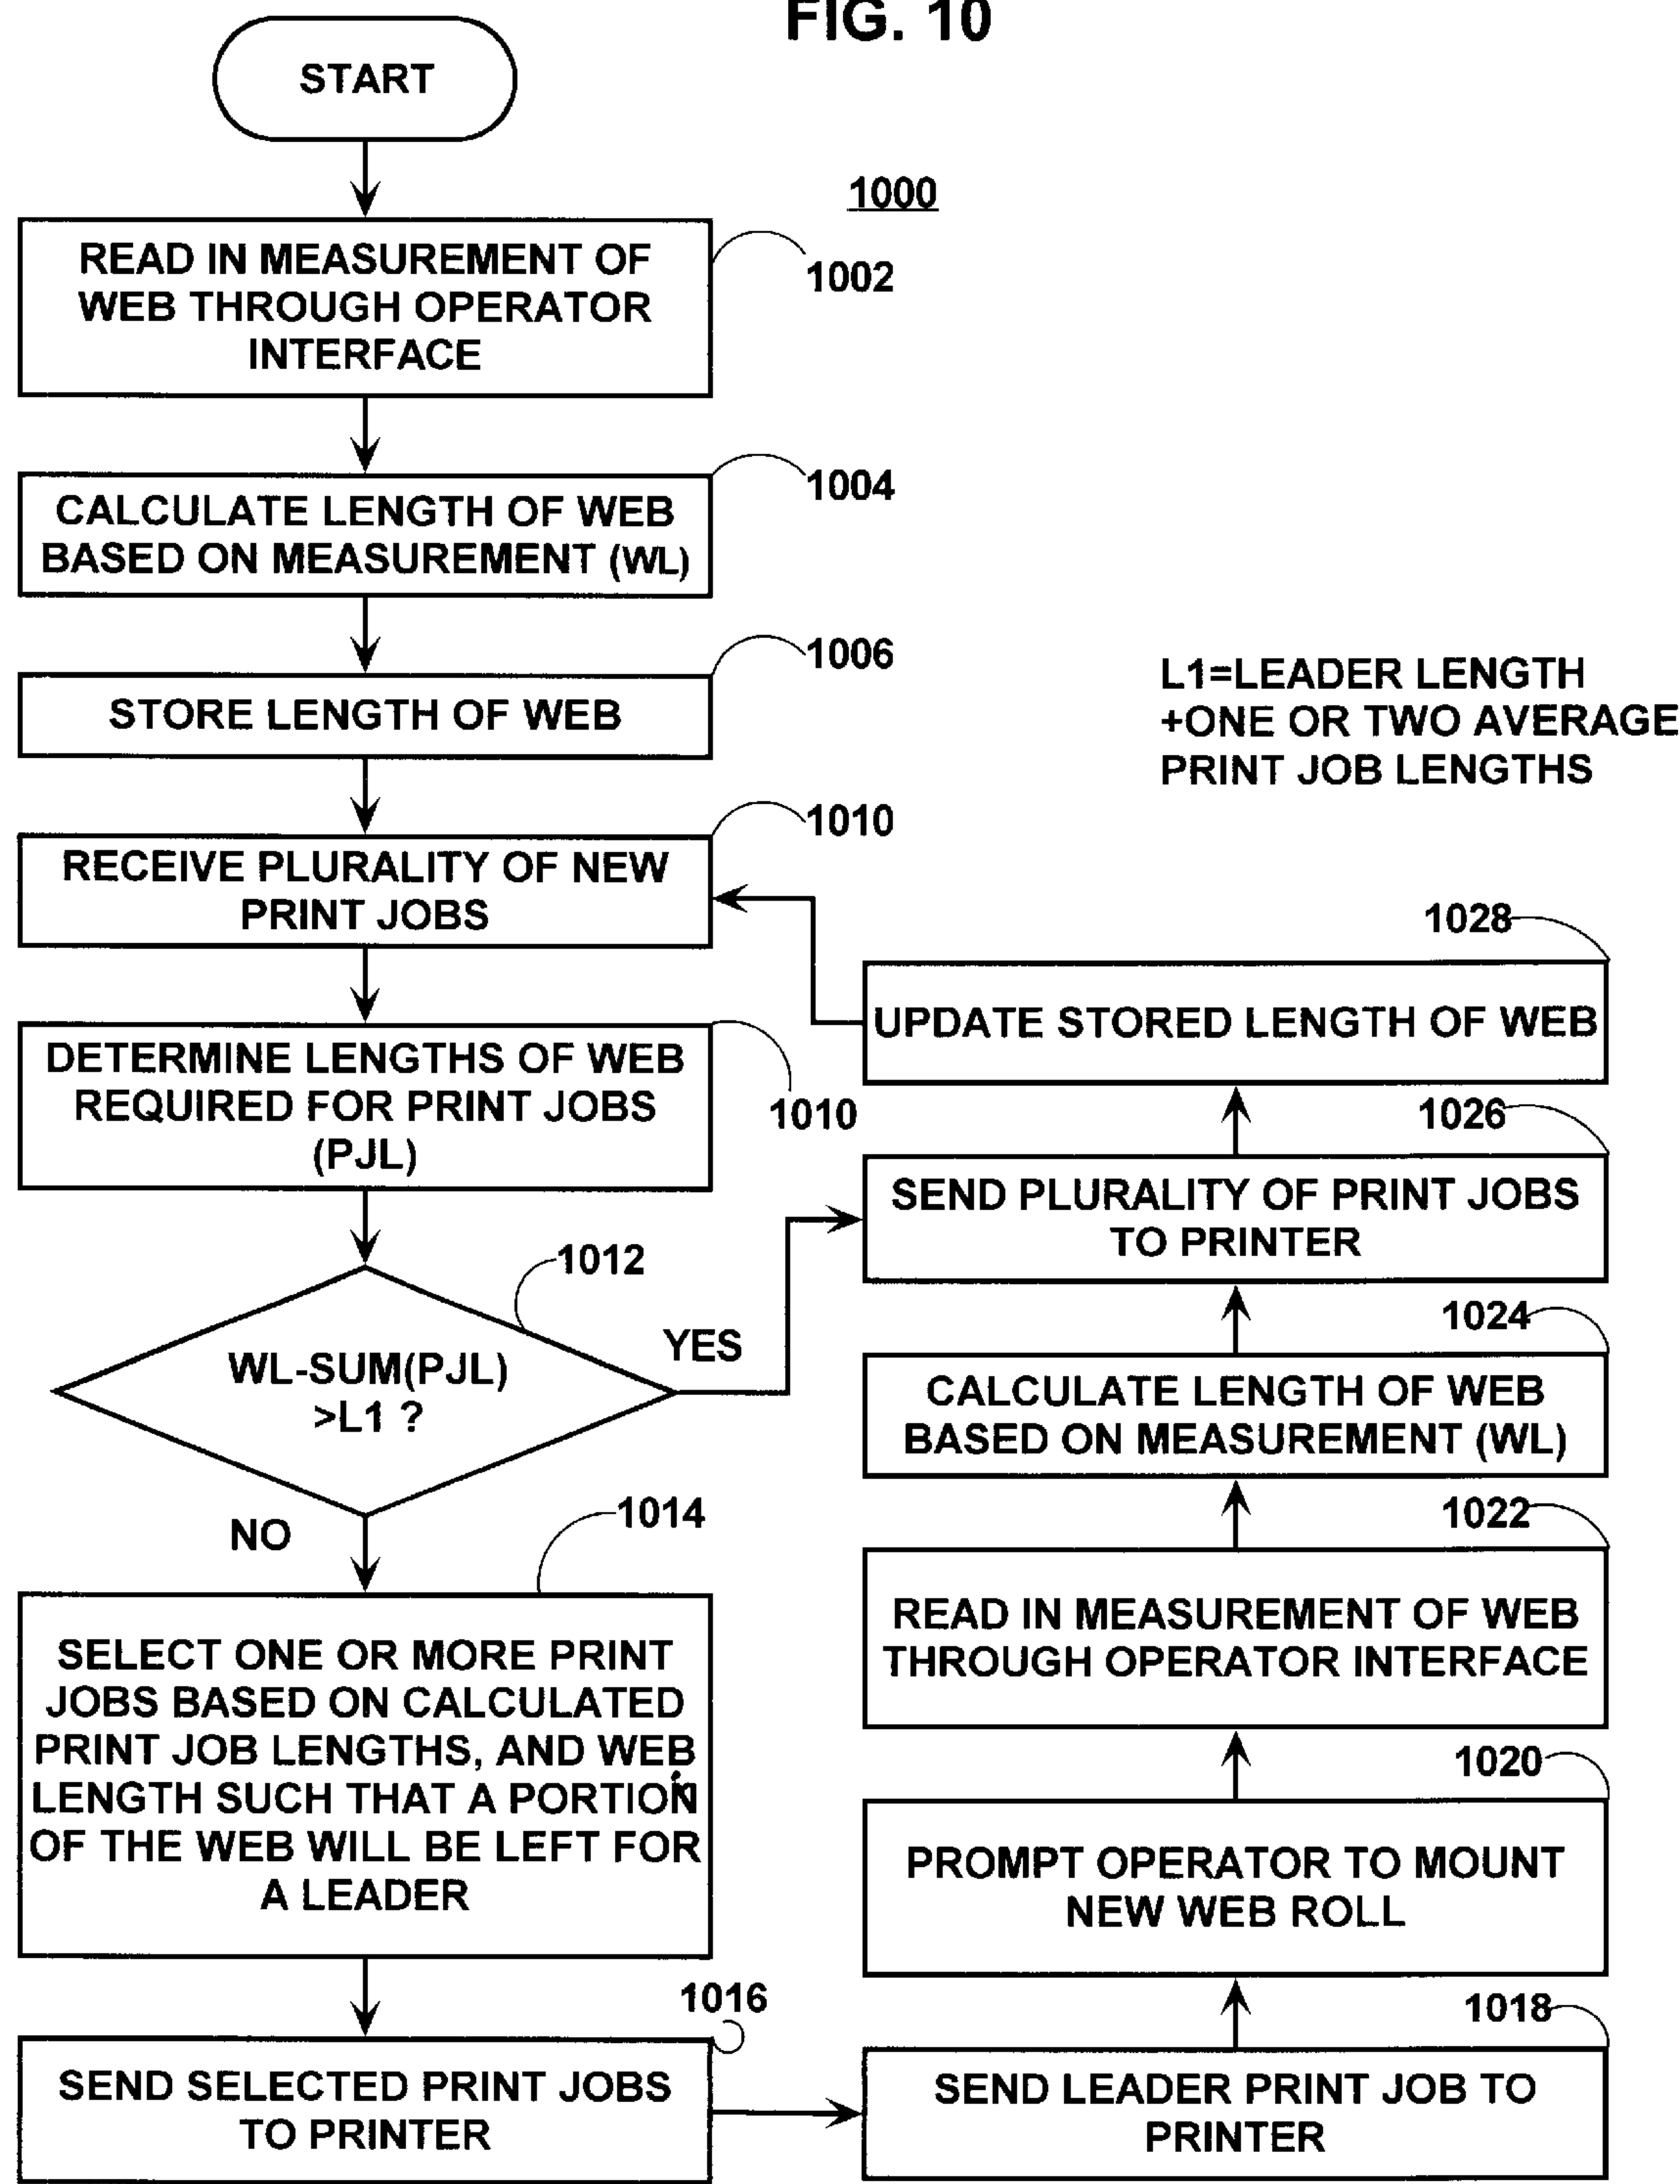 FIG. 10
START
1000
READ IN MEASUREMENT OF
WEB THROUGH OPERATOR
INTERFACE
1002
CALCULATE LENGTH OF WEB
BASED ON MEASUREMENT (WL)
1004
STORE LENGTH OF WEB
1006
L1=LEADER LENGTH
+ONE OR TWO AVERAGE
PRINT JOB LENGTHS
RECEIVE PLURALITY OF NEW
PRINT JOBS
1010
DETERMINE LENGTHS OF WEB
REQUIRED FOR PRINT JOBS
(PJL)
1010
WL-SUM(PJL)
>L1 ?
1012
YES
NO
SELECT ONE OR MORE PRINT
JOBS BASED ON CALCULATED
PRINT JOB LENGTHS, AND WEB
LENGTH SUCH THAT A PORTION
OF THE WEB WILL BE LEFT FOR
A LEADER
1014
SEND SELECTED PRINT JOBS
TO PRINTER
1016
1028
UPDATE STORED LENGTH OF WEB
1026
SEND PLURALITY OF PRINT JOBS
TO PRINTER
1024
CALCULATE LENGTH OF WEB
BASED ON MEASUREMENT (WL)
1022
READ IN MEASUREMENT OF WEB
THROUGH OPERATOR INTERFACE
1020
PROMPT OPERATOR TO MOUNT
NEW WEB ROLL
1018
SEND LEADER PRINT JOB TO
PRINTER